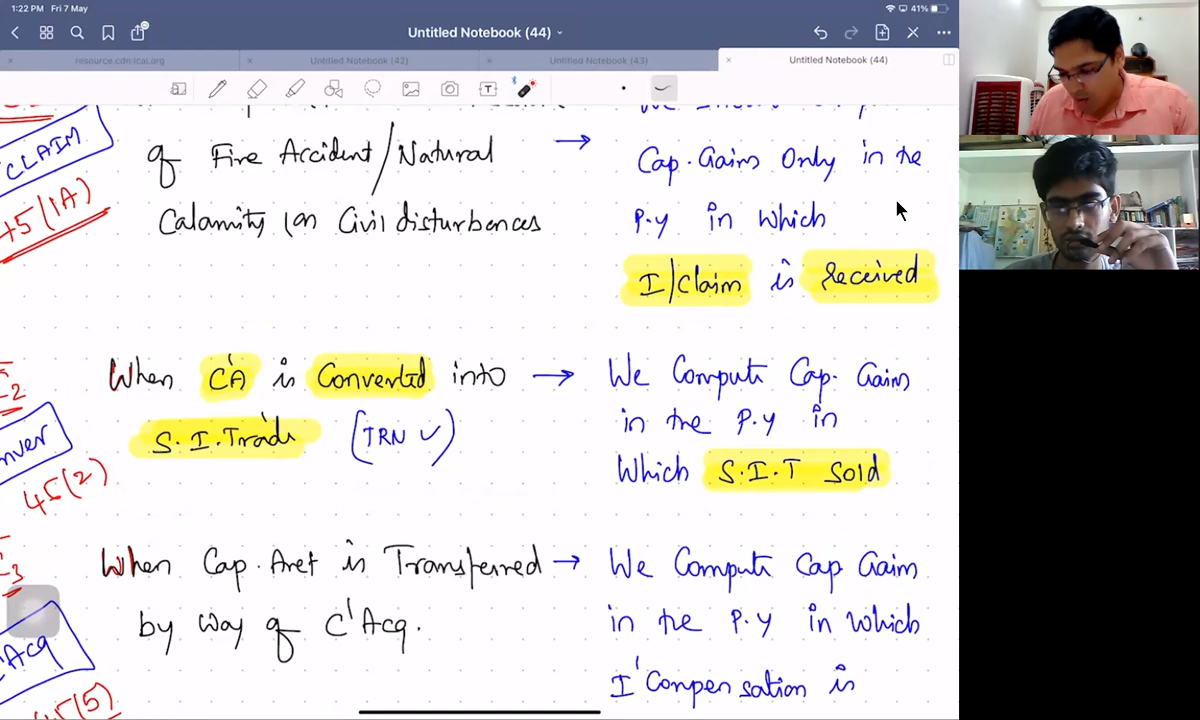 1:22 PM Fri 7 May
41%
Untitled Notebook (44)
resource.cdn.icai.org
Untitled Notebook (42)
Untitled Notebook (43)
Untitled Notebook (44)
CLAIM
45(1A)
of Fire Accident/Natural → Cap. Gains Only in the
Calamity (or Civil disturbances P.y in which
I/Claim is received
When CA is Converted into → We Compute Cap. Gains
S.I.Trade (TRN ✓) in the P.y in
Which S.I.T Sold
-2
nver
45(2)
When Cap. Asset is Transferred → We Compute Cap Gain
by way of C'Acq. in the P.y in which
I'Compensation is
-3
Acq
45(5)